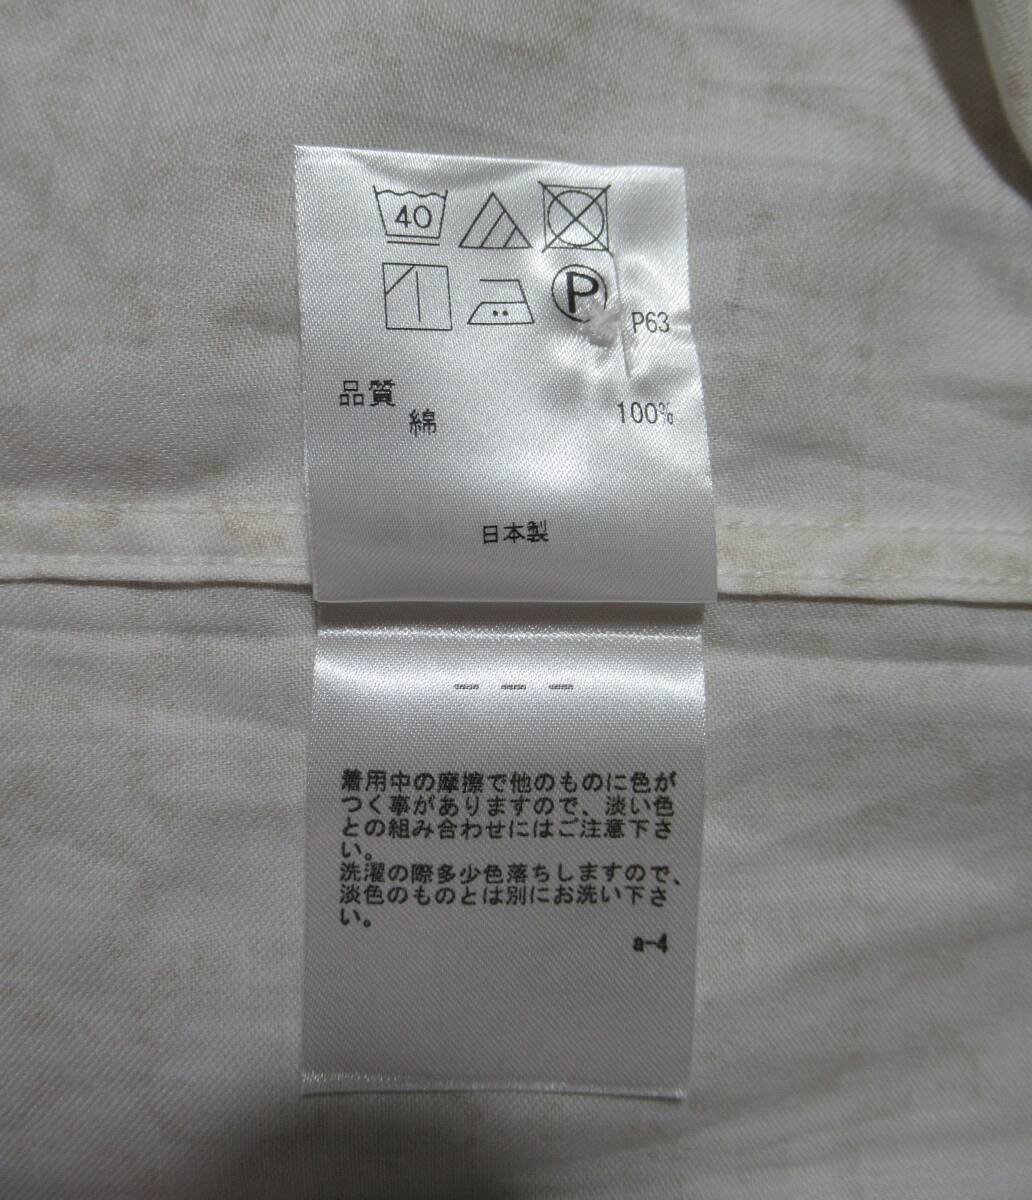 40
P
P63
品質
綿 100%
日本製
着用中の摩擦で他のものに色が
つく事がありますので、淡い色
との組み合わせにはご注意下さ
い。
洗濯の際多少色落ちしますので、
淡色のものとは別にお洗い下さ
い。
a-4